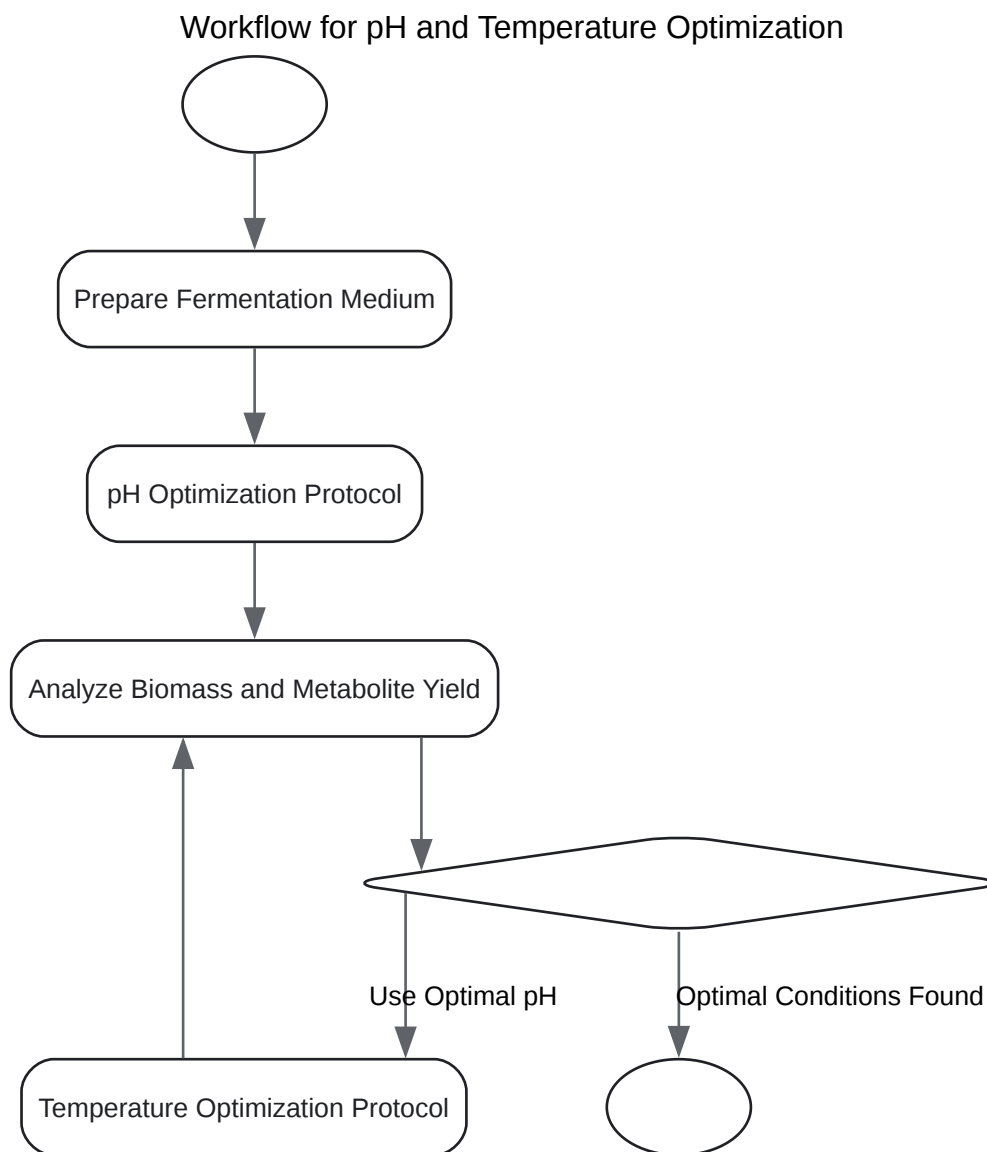 Workflow for pH and Temperature Optimization
Prepare Fermentation Medium
pH Optimization Protocol
Analyze Biomass and Metabolite Yield
Use Optimal pH
Optimal Conditions Found
Temperature Optimization Protocol